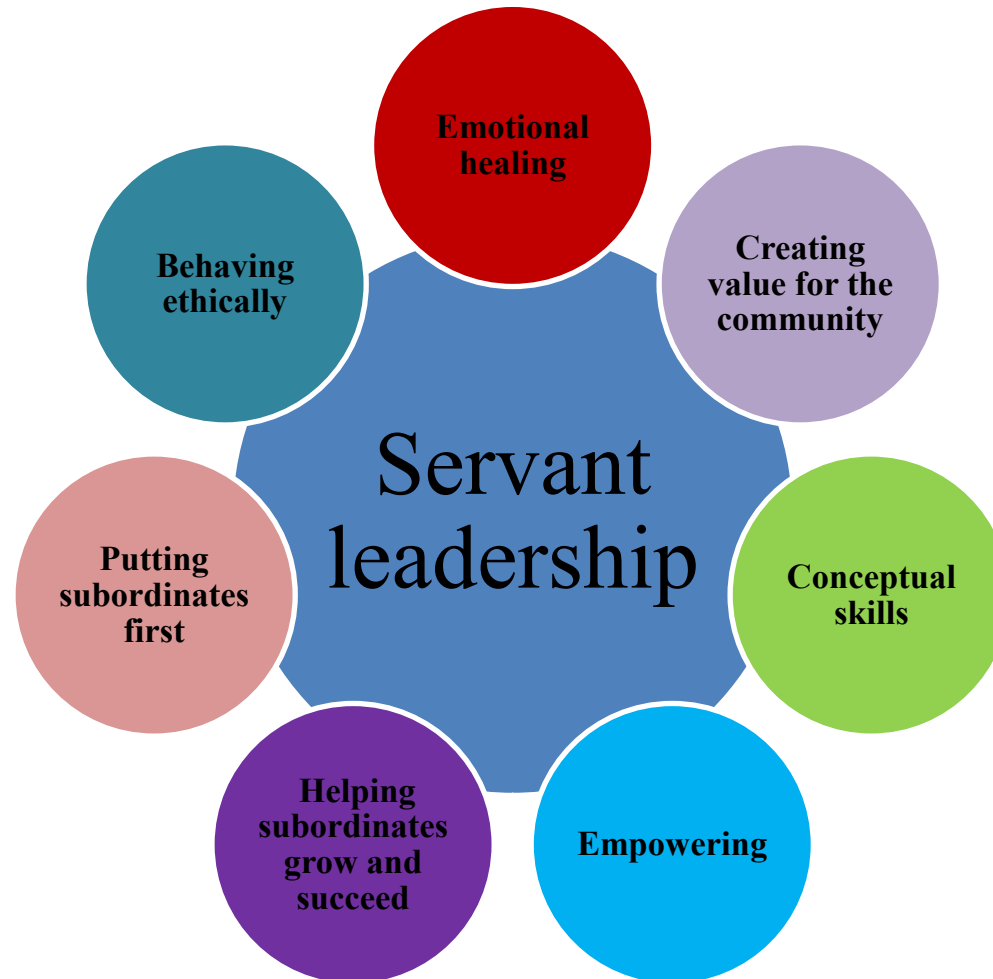 Emotional
healing
Creating
value for the
community
Conceptual
skills
Empowering
Helping
subordinates
grow and
succeed
Putting
subordinates
first
Behaving
ethically
Servant
leadership